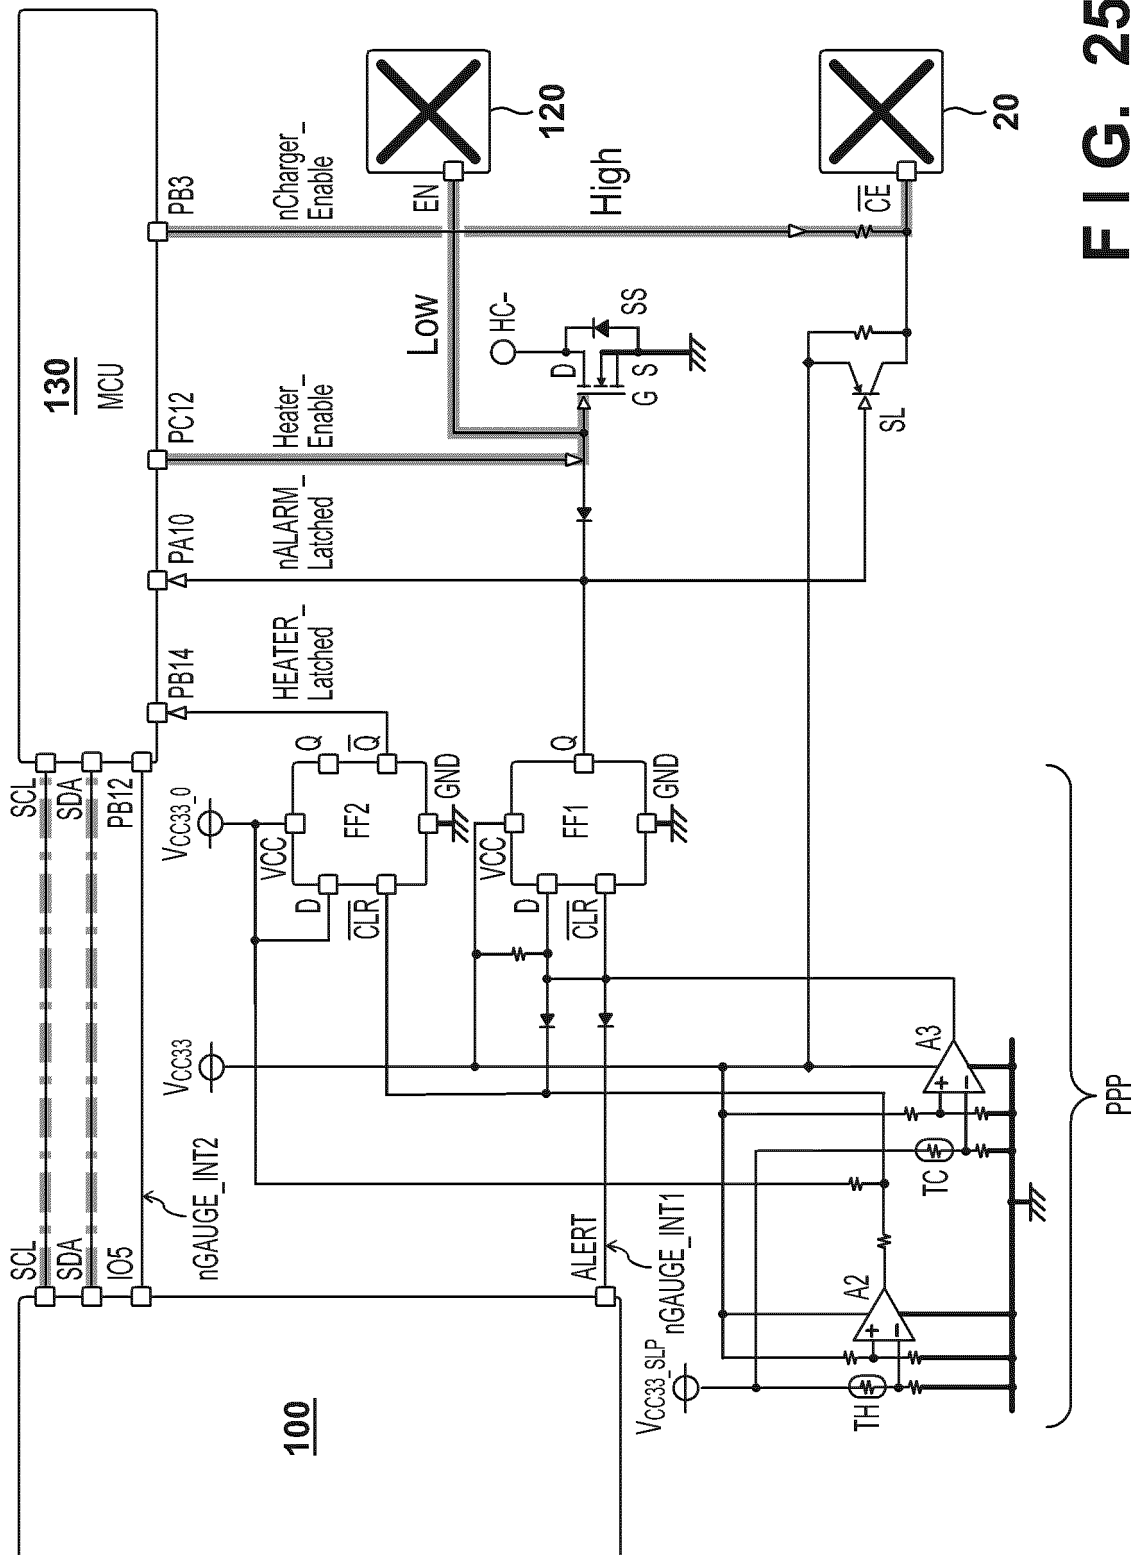 FIG. 25
130
MCU
SCL
SDA
PB12
PB14
PA10
PC12
PB3
HEATER_
Latched
nALARM_
Latched
Heater_
Enable
nCharger_
Enable
120
EN
LOW
High
20
CE
HC-
D
SS
S
G
SL
VCC33_0
VCC
D
Q
Q
CLR
FF2
GND
VCC
D
Q
CLR
FF1
GND
VCC33
nGAUGE_INT2
SCL
SDA
IO5
ALERT
nGAUGE_INT1
100
VCC33_SLP
TH
A2
+
−
TC
A3
+
−
PPP